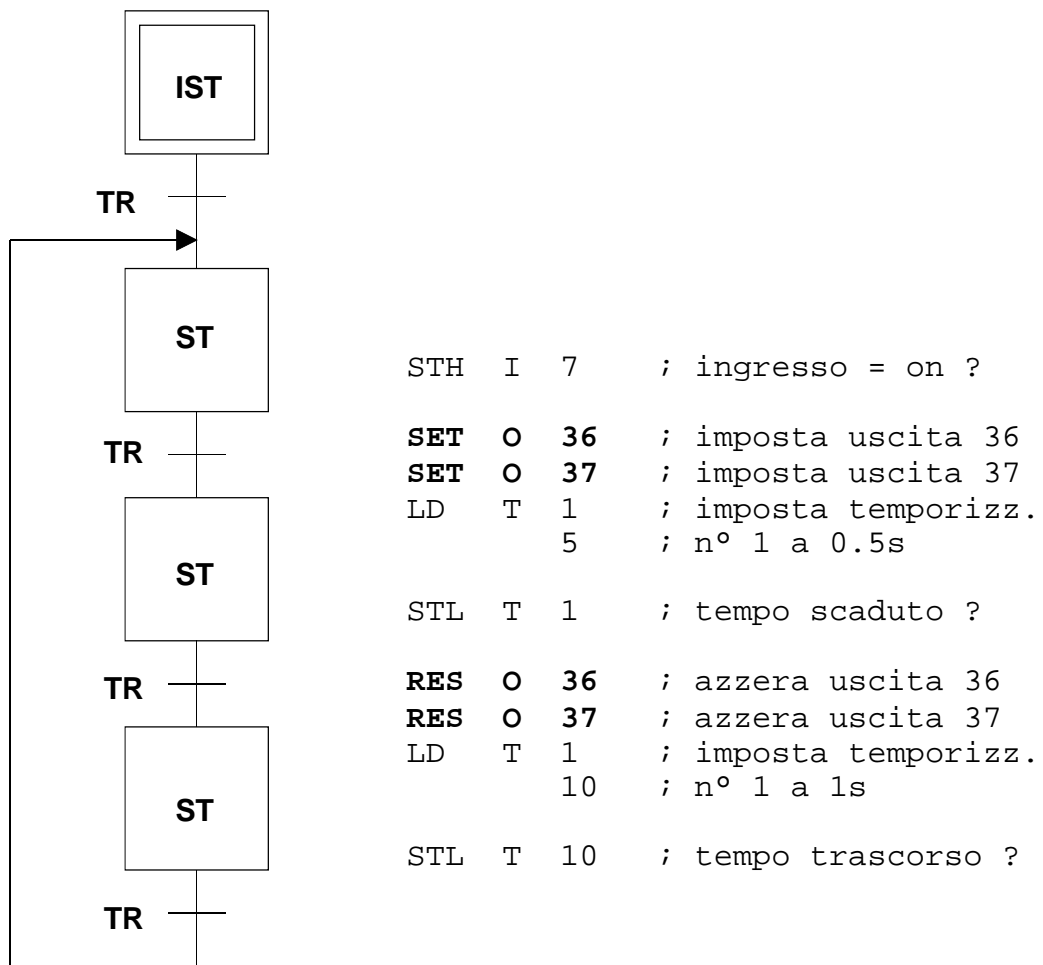 IST
TR
ST
STH I 7 ; ingresso = on ?
TR
SET O 36 ; imposta uscita 36
SET O 37 ; imposta uscita 37
LD T 1 ; imposta temporizz.
5 ; n° 1 a 0.5s
ST
STL T 1 ; tempo scaduto ?
TR
RES O 36 ; azzera uscita 36
RES O 37 ; azzera uscita 37
LD T 1 ; imposta temporizz.
10 ; n° 1 a 1s
ST
STL T 10 ; tempo trascorso ?
TR